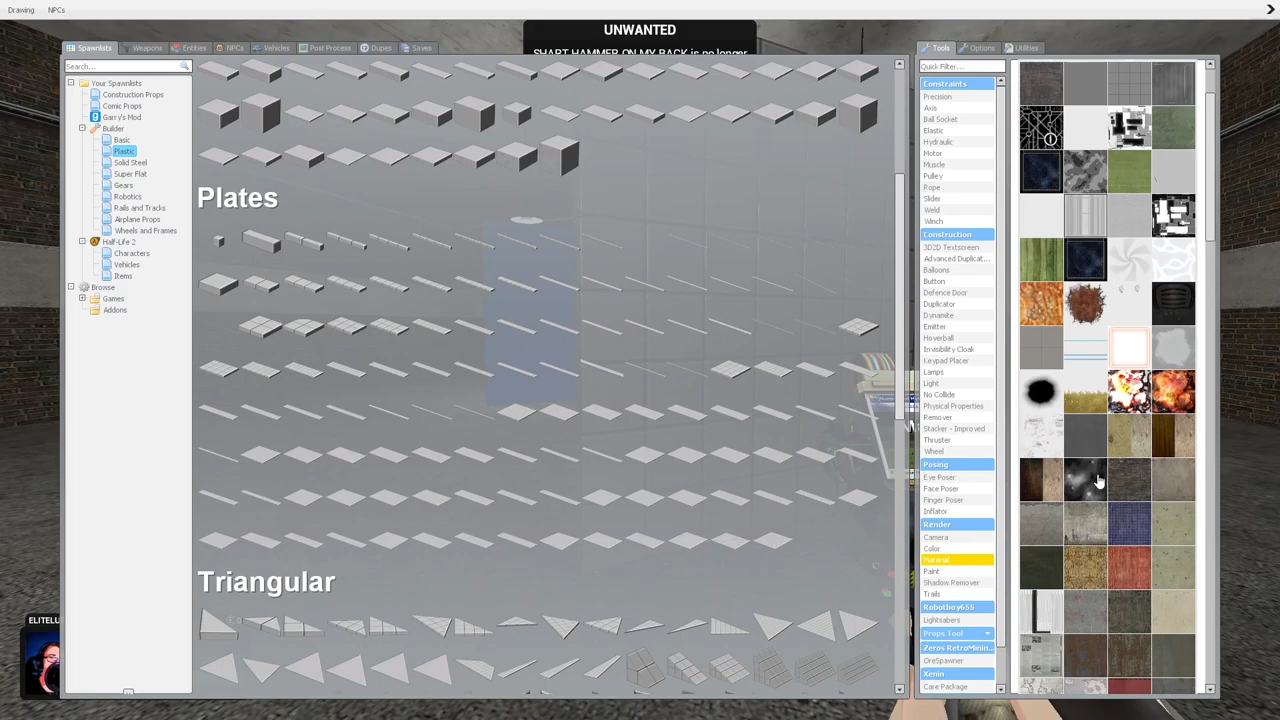 Drawing NPCs
UNWANTED
SHART HAMMER ON MY BACK is no longer
Spawnlists Weapons Entities NPCs Vehicles Post Process Dupes Saves
Search...
Your Spawnlists
Construction Props
Comic Props
Garry's Mod
Builder
Basic
Plastic
Solid Steel
Super Flat
Gears
Robotics
Rails and Tracks
Airplane Props
Wheels and Frames
Half-Life 2
Characters
Vehicles
Items
Browse
Games
Addons
Plates
Triangular
Tools Options Utilities
Quick Filter...
Constraints
Precision
Axis
Ball Socket
Elastic
Hydraulic
Motor
Muscle
Pulley
Rope
Slider
Weld
Winch
Construction
3D2D Textscreen
Advanced Duplicat...
Balloons
Button
Defence Door
Duplicator
Dynamite
Emitter
Hoverball
Invisibility Cloak
Keypad Placer
Lamps
Light
No Collide
Physical Properties
Remover
Stacker - Improved
Thruster
Wheel
Posing
Eye Poser
Face Poser
Finger Poser
Inflator
Render
Camera
Color
Material
Paint
Shadow Remover
Trails
Robotboy655
Lightsabers
Props Tool
Zeros RetroMinin...
OreSpawner
Xenin
Care Package